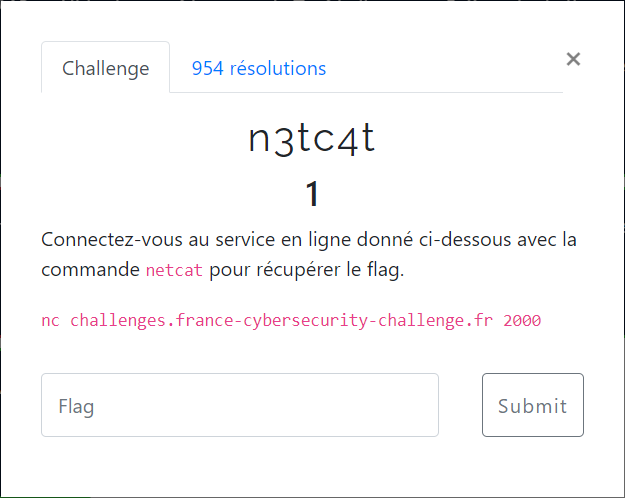 Challenge
954 résolutions
×
n3tc4t
1
Connectez-vous au service en ligne donné ci-dessous avec la
commande netcat pour récupérer le flag.
nc challenges.france-cybersecurity-challenge.fr 2000
Flag
Submit